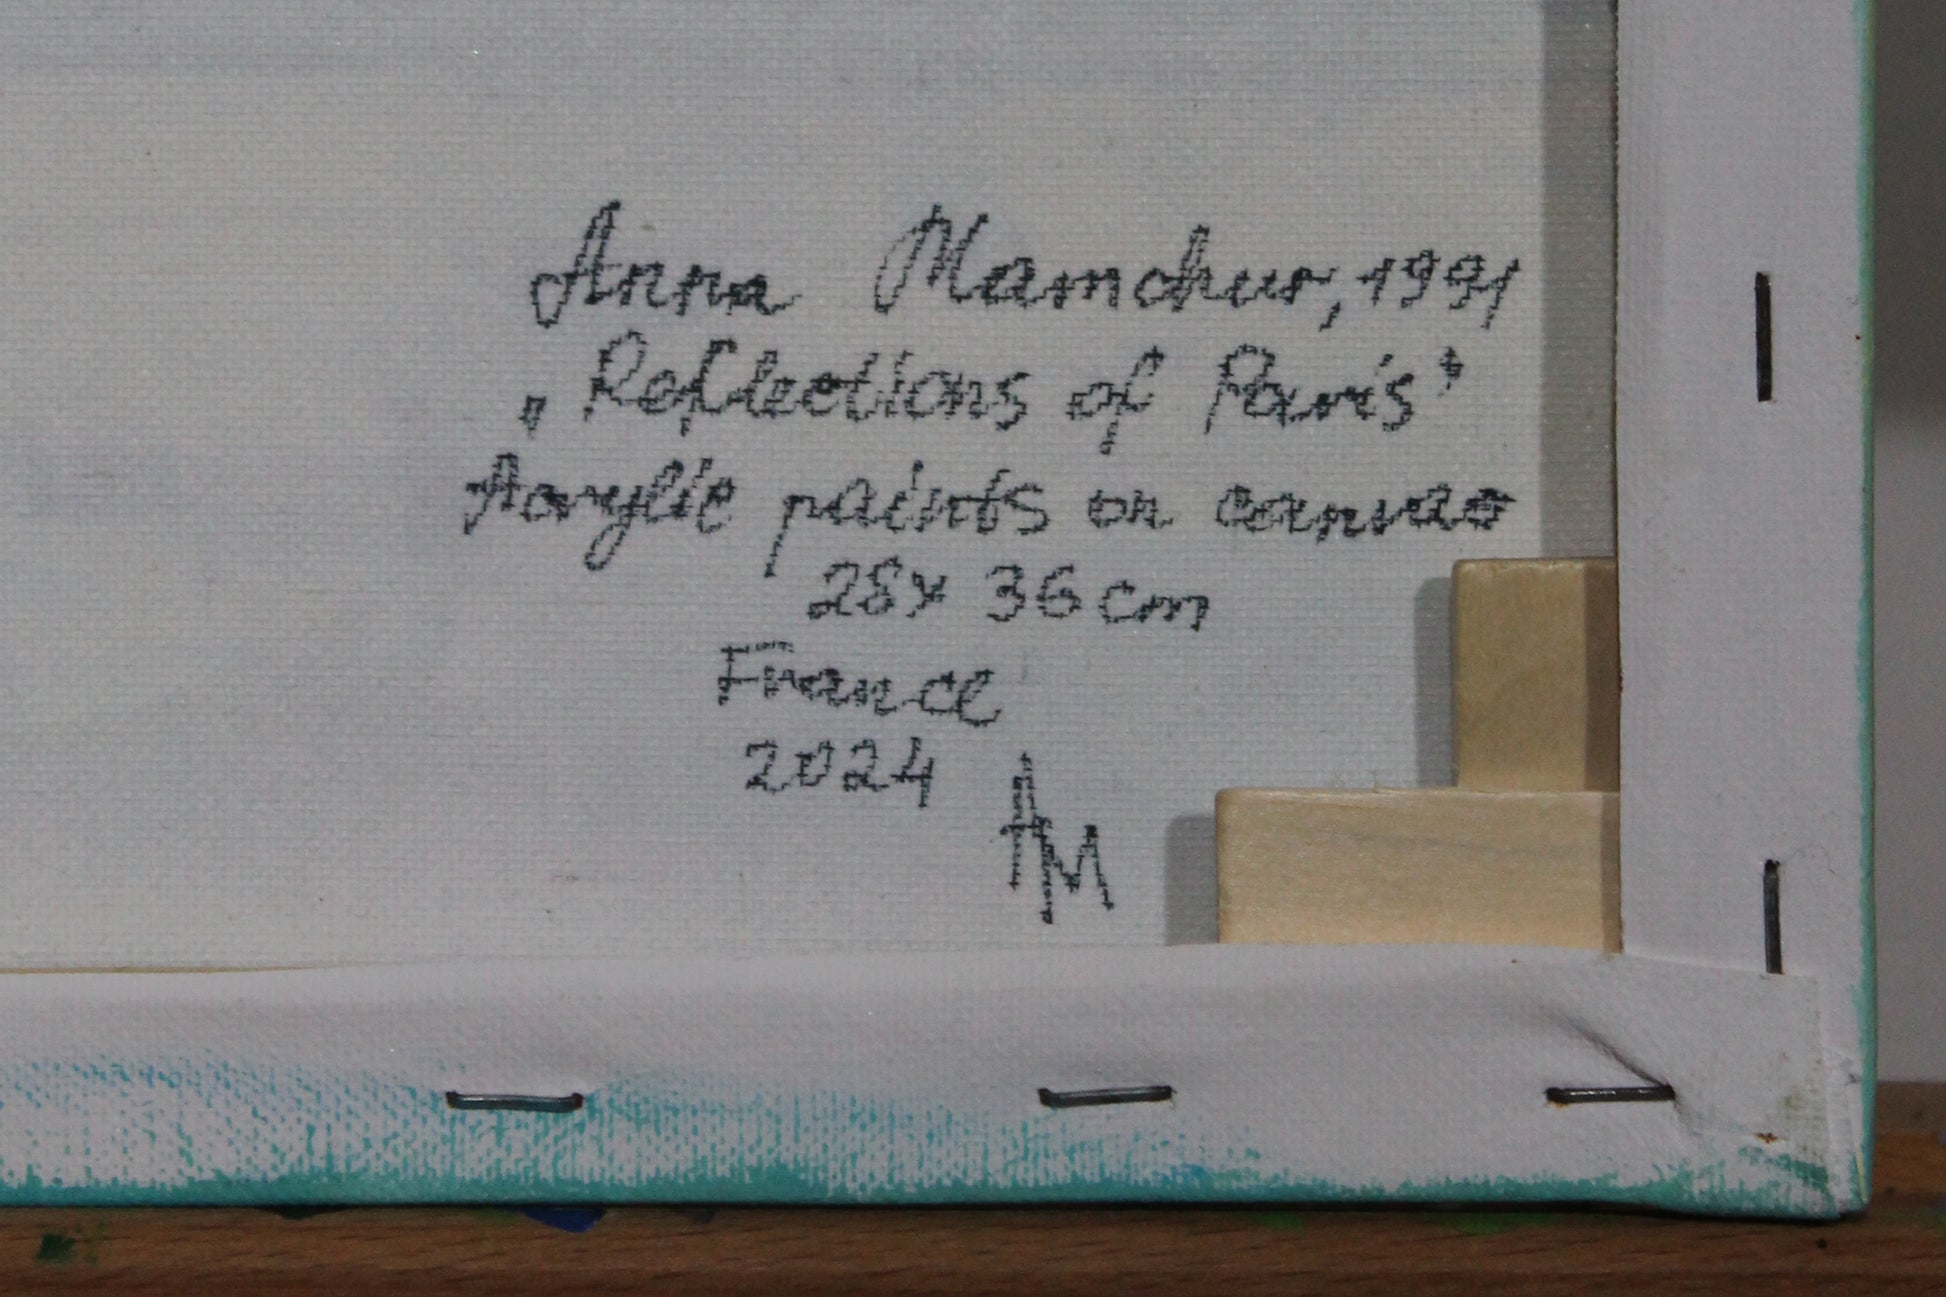 Anna Mamchur, 1991
„Reflections of Paris”
Acrylic paints on canvas
28x 36 cm
France
2024
AM